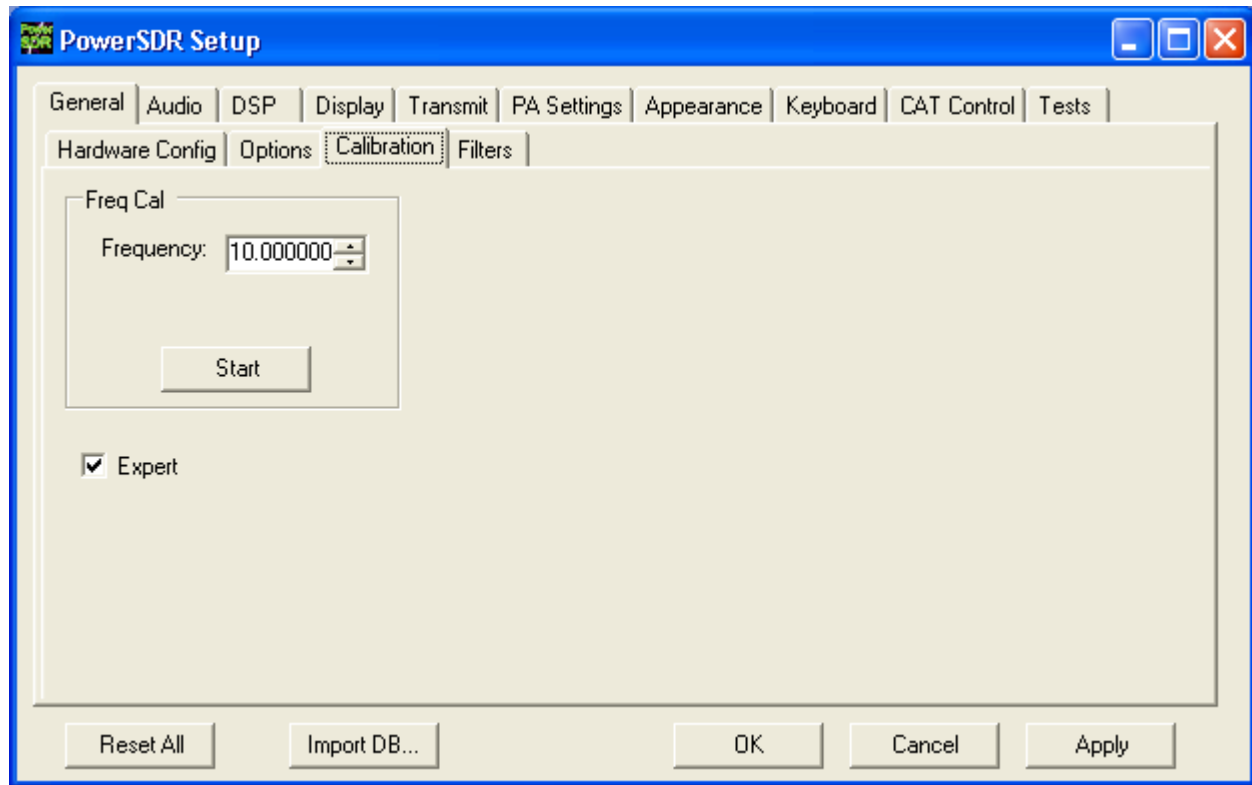 PowerSDR Setup
General Audio DSP Display Transmit PA Settings Appearance Keyboard CAT Control Tests
Hardware Config Options Calibration Filters
Freq Cal
Frequency: 10.000000
Start
Expert
Reset All Import DB... OK Cancel Apply